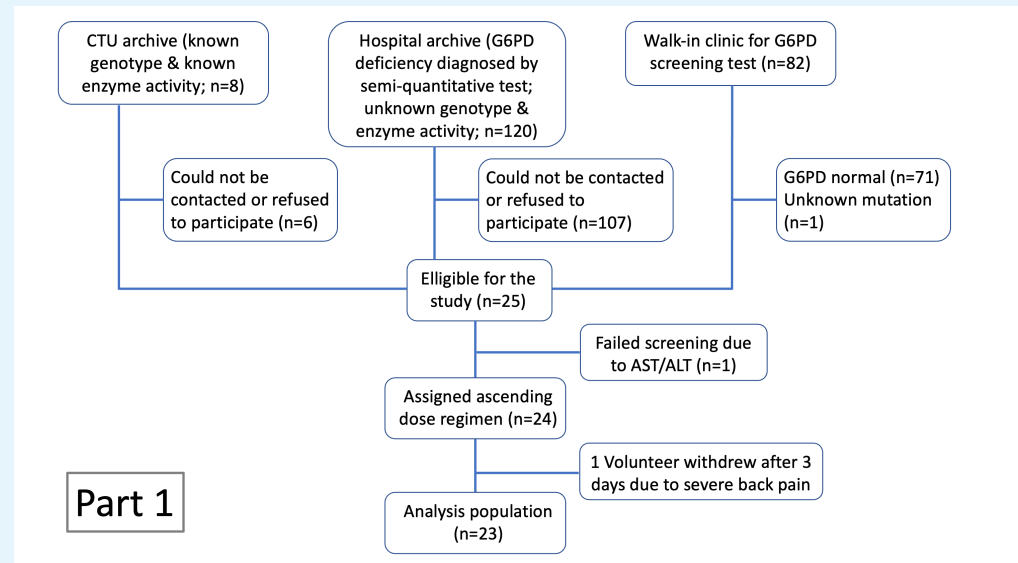 CTU archive (known
genotype & known
enzyme activity; n=8)
Hospital archive (G6PD
deficiency diagnosed by
semi-quantitative test;
unknown genotype &
enzyme activity; n=120)
Walk-in clinic for G6PD
screening test (n=82)
Could not be
contacted or refused
to participate (n=6)
Could not be contacted
or refused to
participate (n=107)
G6PD normal (n=71)
Unknown mutation
(n=1)
Elligible for the
study (n=25)
Failed screening due
to AST/ALT (n=1)
Assigned ascending
dose regimen (n=24)
1 Volunteer withdrew after 3
days due to severe back pain
Part 1
Analysis population
(n=23)